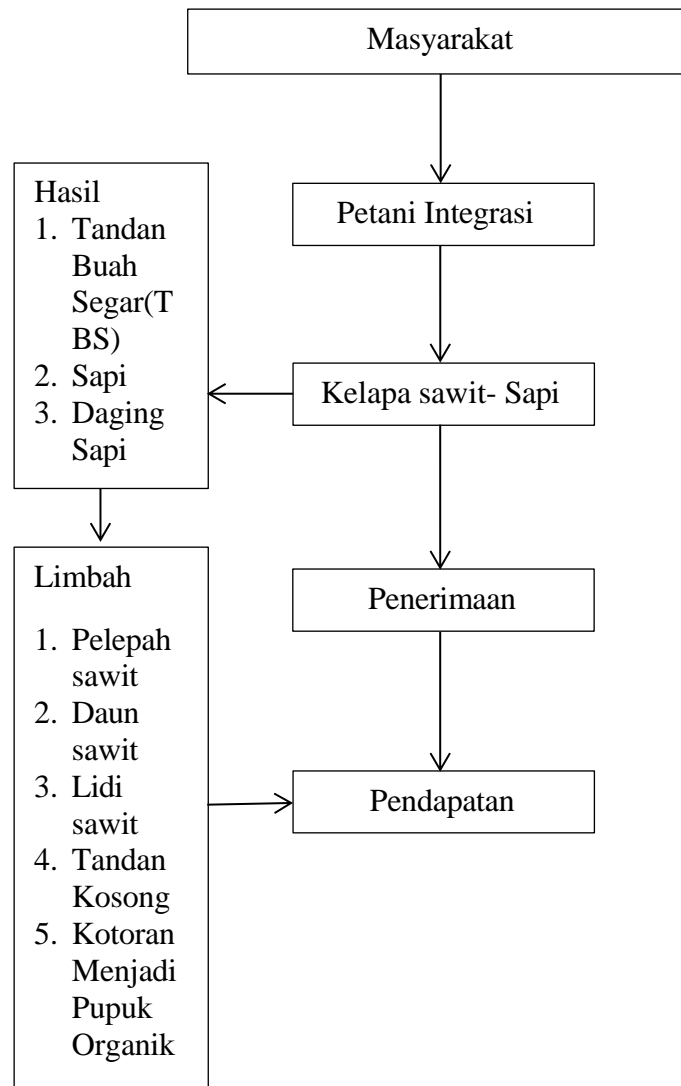 Masyarakat
Petani Integrasi
Kelapa sawit- Sapi
Penerimaan
Pendapatan
Hasil
1. Tandan
Buah
Segar(T
BS)
2. Sapi
3. Daging
Sapi
Limbah
1. Pelepah
sawit
2. Daun
sawit
3. Lidi
sawit
4. Tandan
Kosong
5. Kotoran
Menjadi
Pupuk
Organik